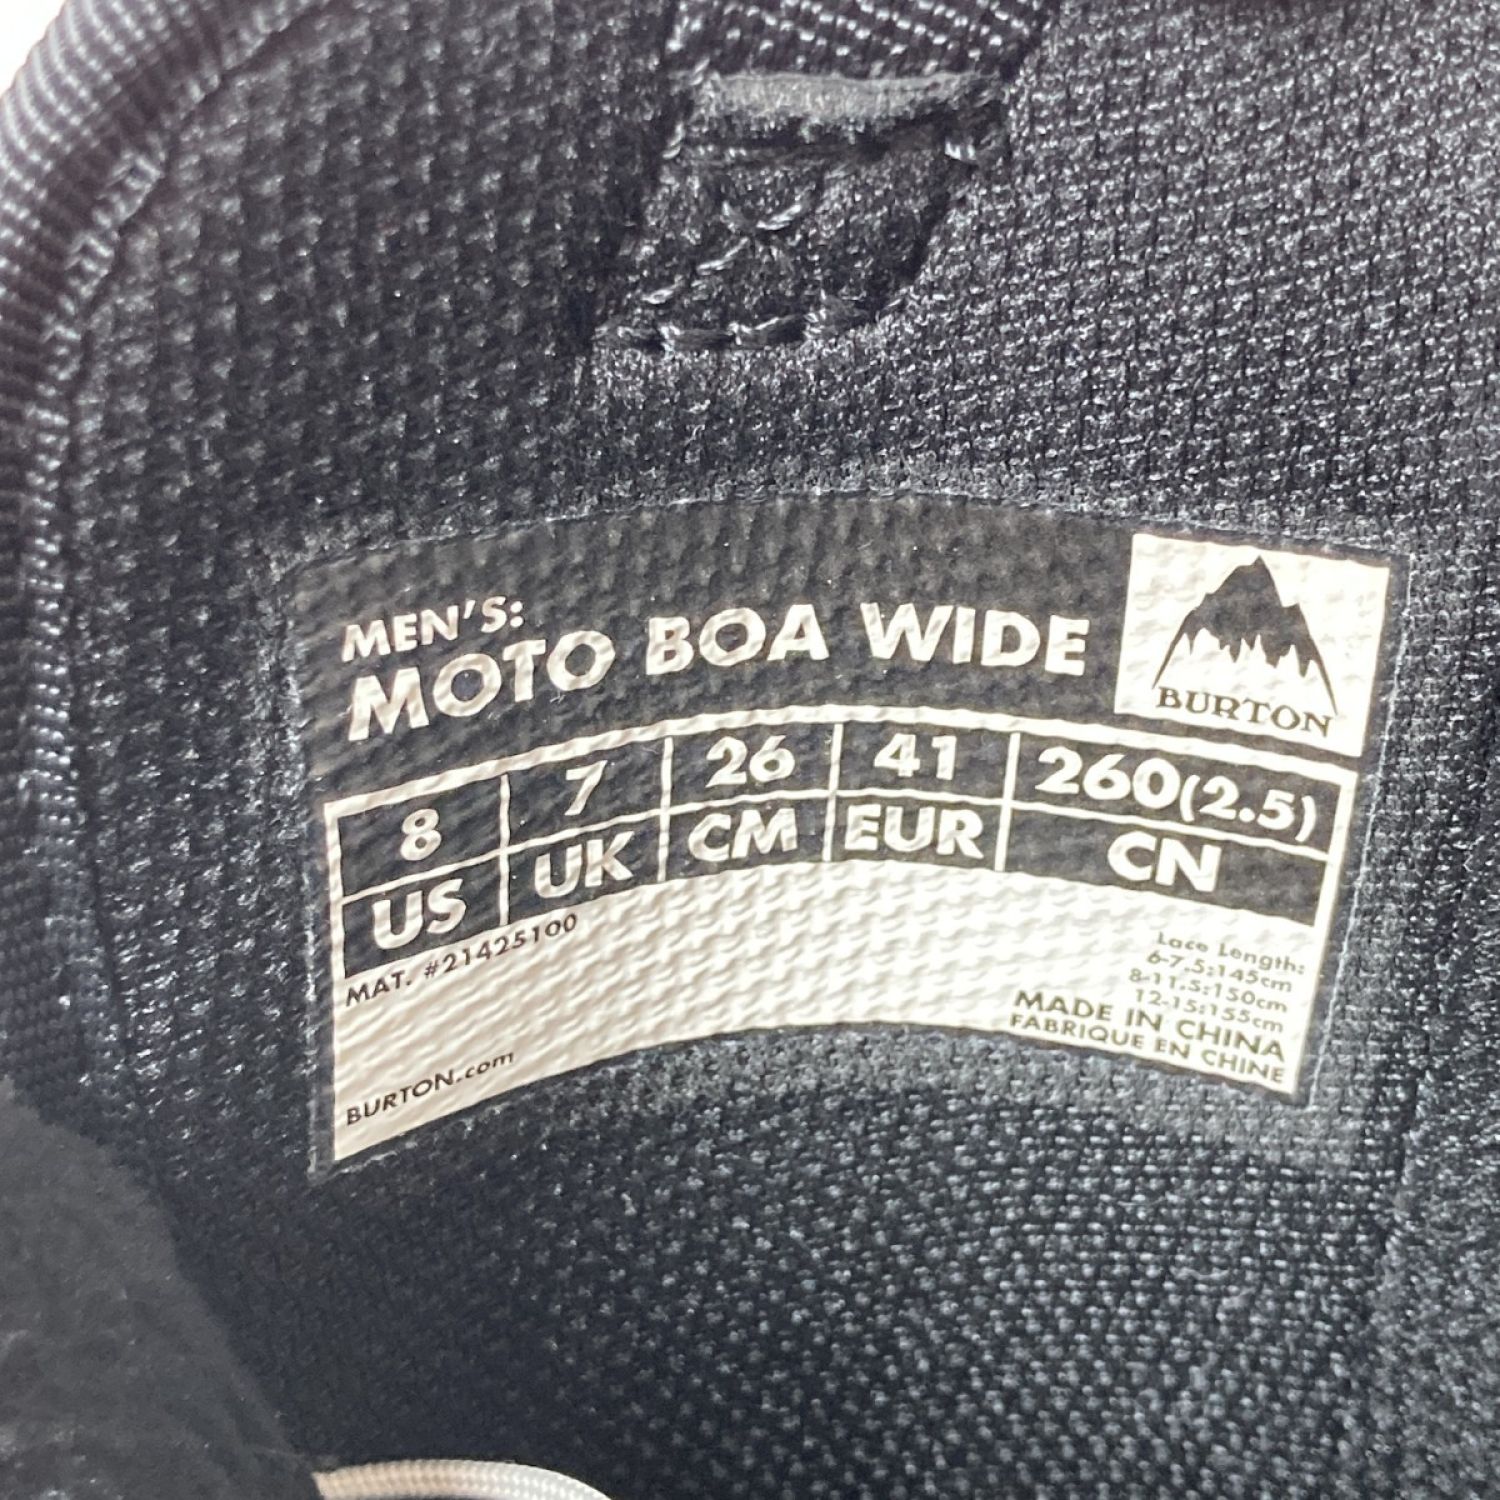 MEN'S:
MOTO BOA WIDE
BURTON
8 7 26 41 260(2.5)
US UK CM EUR CN
MAT. #21425100
Lace Length:
6-7.5:145cm
8-11.5:150cm
12-15:155cm
MADE IN CHINA
FABRIQUE EN CHINE
BURTON.com